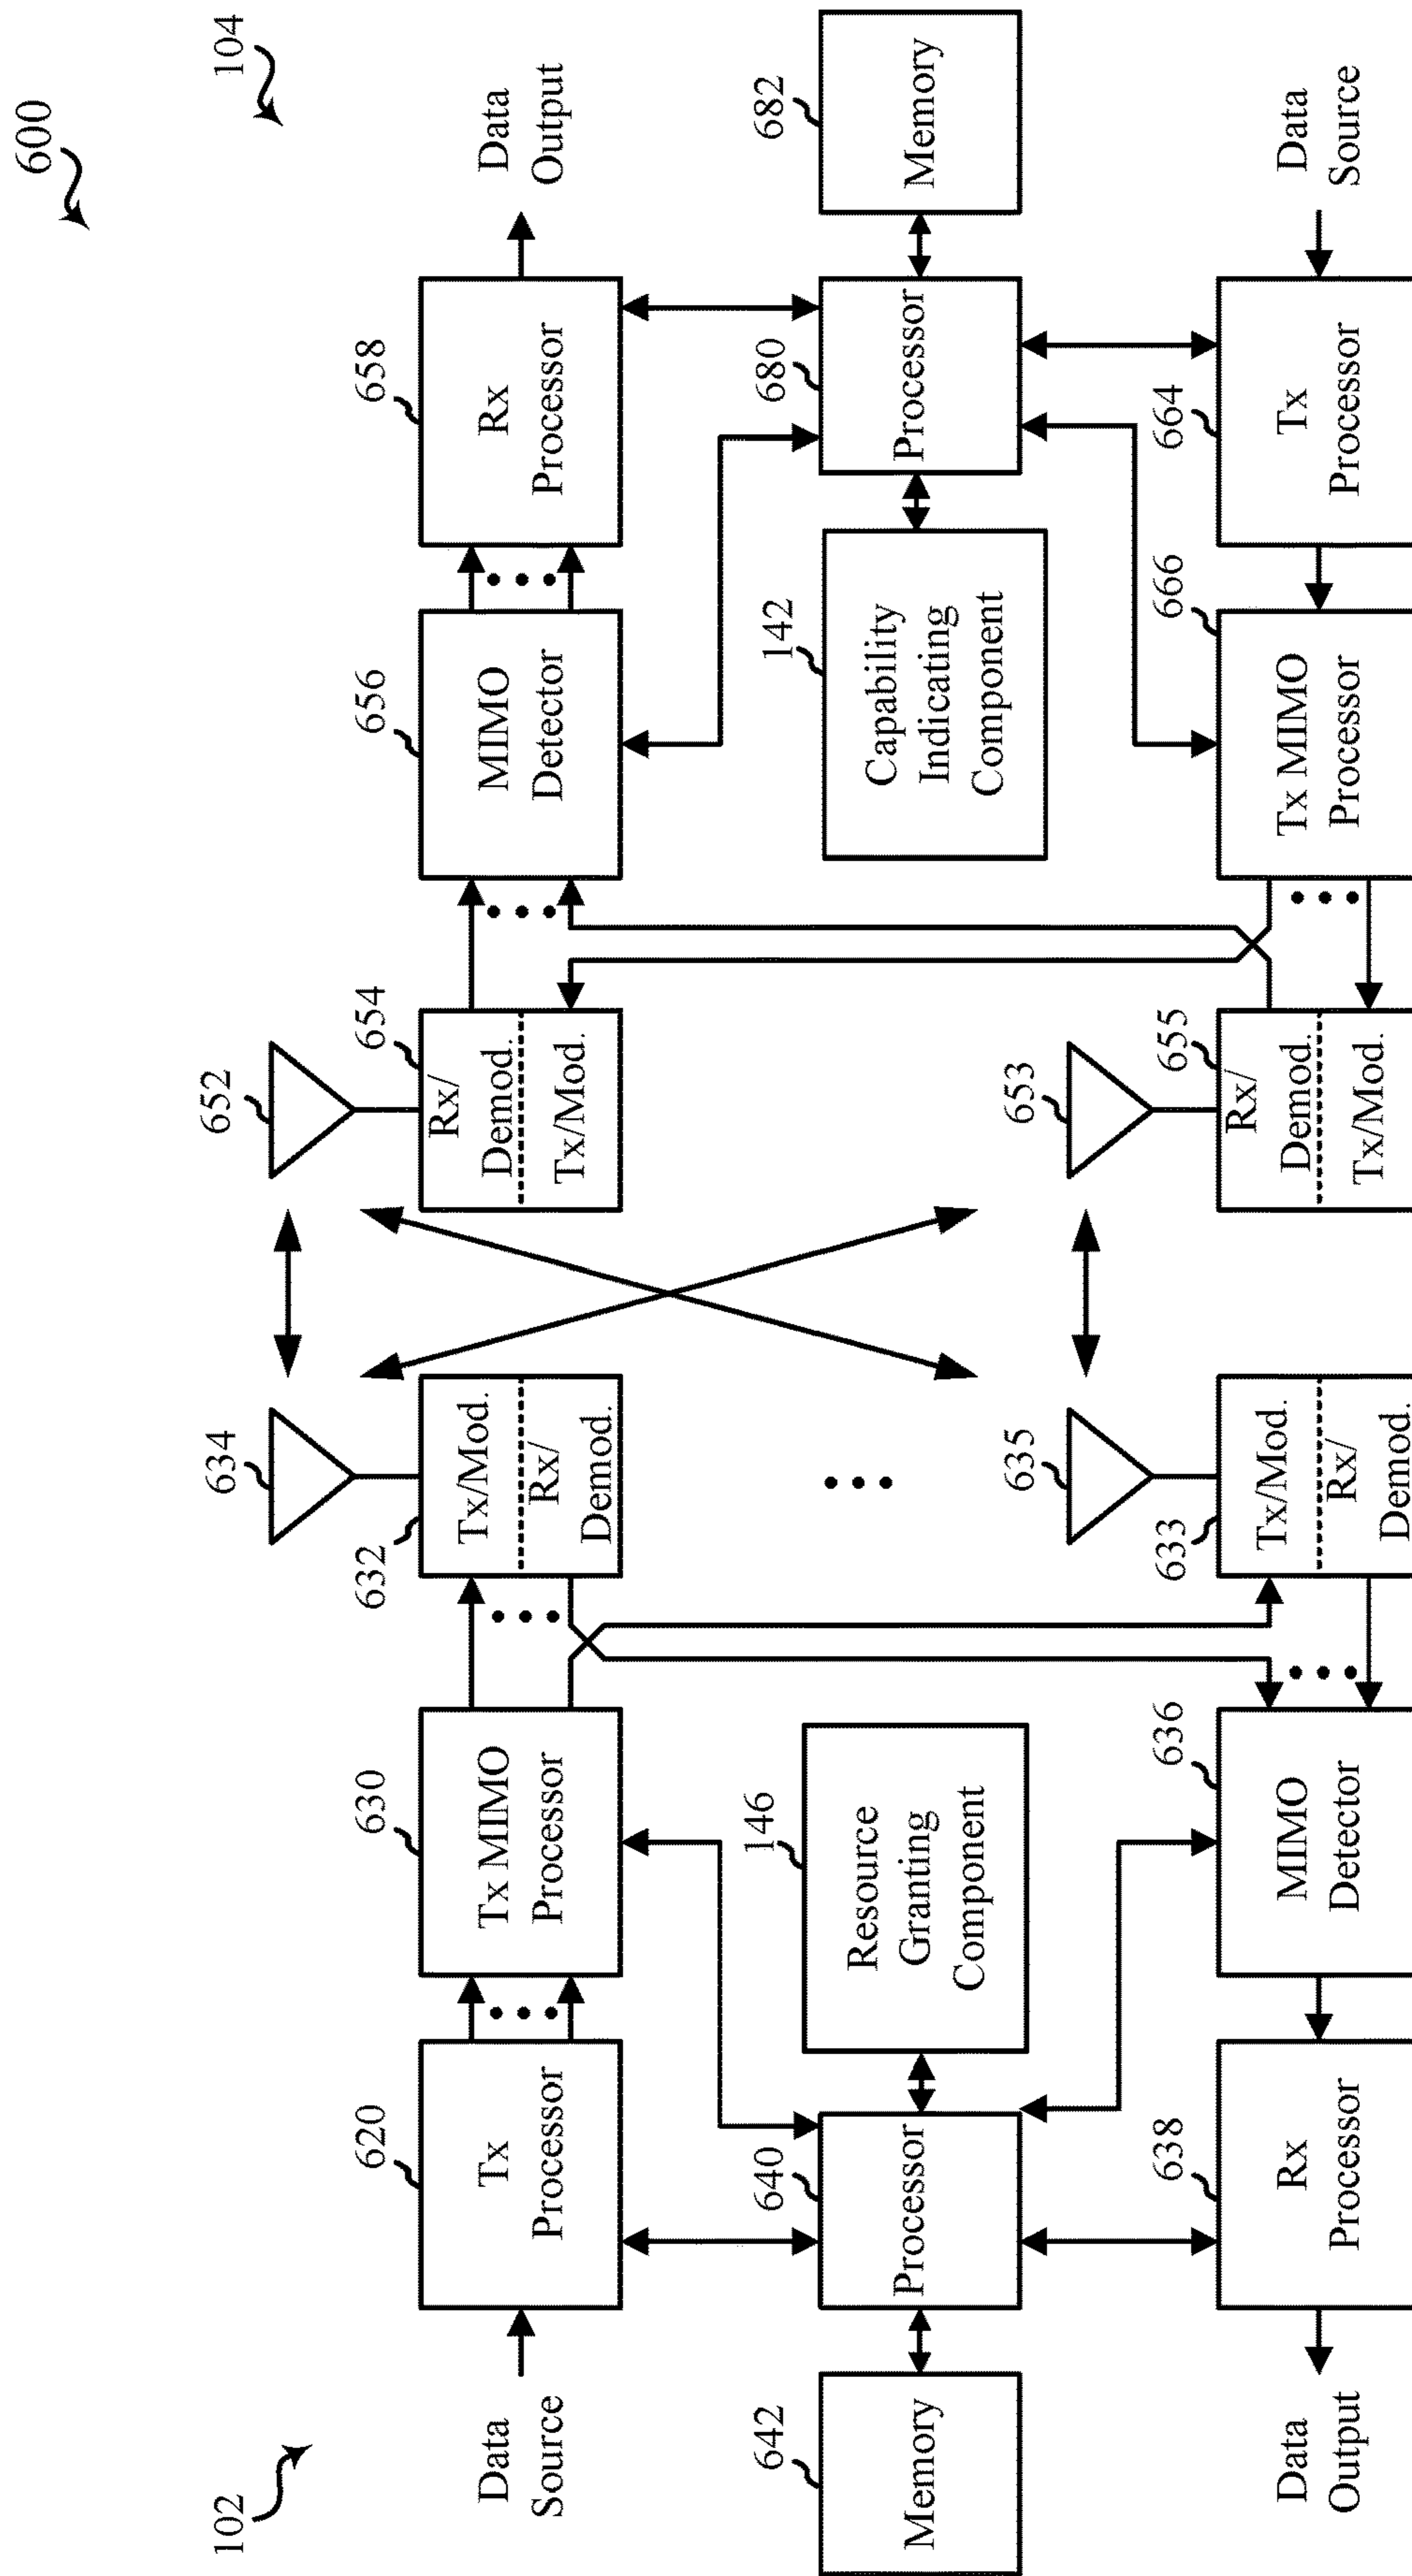 600
102
104
634
652
620
630
632
654
656
658
Data
Source
Tx
Processor
Tx MIMO
Processor
Tx/Mod.
Rx/
Demod.
Rx/
Demod.
Tx/Mod.
MIMO
Detector
Rx
Processor
Data
Output
642
640
146
142
680
682
Memory
Processor
Resource
Granting
Component
Capability
Indicating
Component
Processor
Memory
635
653
638
636
633
655
666
664
Data
Output
Rx
Processor
MIMO
Detector
Tx/Mod.
Rx/
Demod.
Rx/
Demod.
Tx/Mod.
Tx MIMO
Processor
Tx
Processor
Data
Source